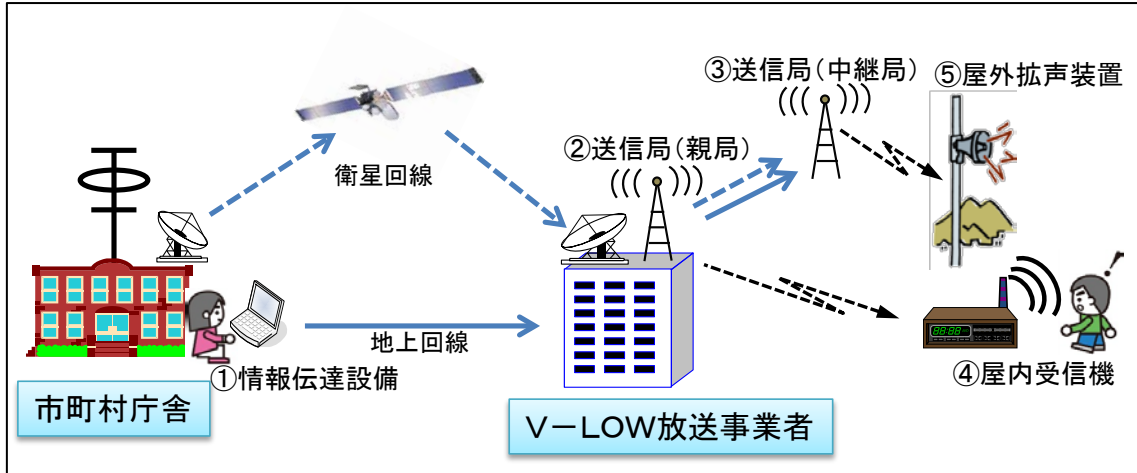 ③送信局(中継局)
⑤屋外拡声装置
②送信局(親局)
衛星回線
地上回線
①情報伝達設備
④屋内受信機
市町村庁舎
V-LOW放送事業者